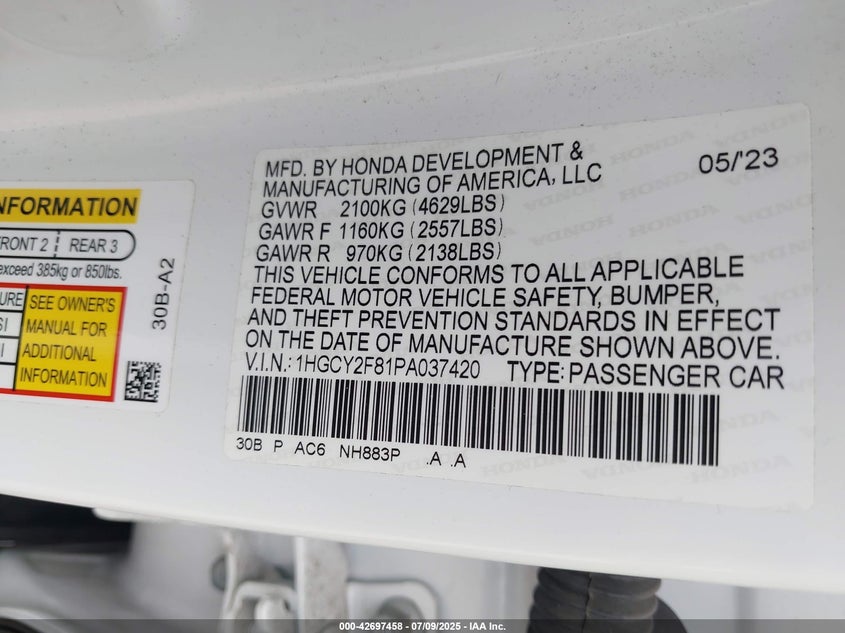 MFD. BY HONDA DEVELOPMENT &
MANUFACTURING OF AMERICA, LLC
05/'23
GVWR 2100KG (4629LBS)
GAWR F 1160KG (2557LBS)
GAWR R 970KG (2138LBS)
THIS VEHICLE CONFORMS TO ALL APPLICABLE
FEDERAL MOTOR VEHICLE SAFETY, BUMPER,
AND THEFT PREVENTION STANDARDS IN EFFECT
ON THE DATE OF MANUFACTURE SHOWN ABOVE.
V.I.N.: 1HGCY2F81PA037420 TYPE: PASSENGER CAR
30B P AC6 NH883P .A .A
INFORMATION
FRONT 2 REAR 3
exceed 385kg or 850lbs.
SEE OWNER'S
MANUAL FOR
ADDITIONAL
INFORMATION
30B-A2
000-42697458 - 07/09/2025 - IAA Inc.